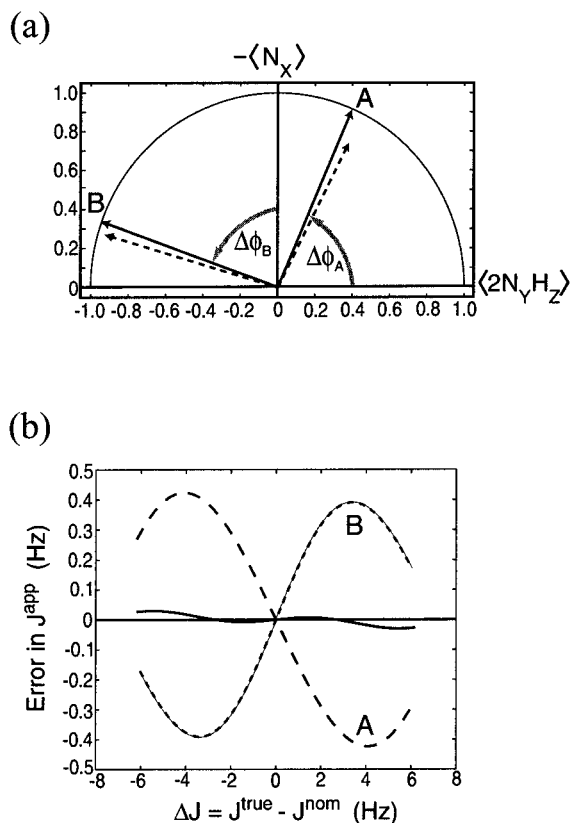 (a)
-⟨N_X⟩
A
B
1.0
0.8
0.6
0.4
0.2
0
Δϕ_B
Δϕ_A
⟨2N_YH_Z⟩
-1.0 -0.8 -0.6 -0.4 -0.2 0 0.2 0.4 0.6 0.8 1.0
(b)
Error in J^app (Hz)
0.5
0.4
0.3
0.2
0.1
0
-0.1
-0.2
-0.3
-0.4
-0.5
B
A
-8 -6 -4 -2 0 2 4 6 8
ΔJ = J^true - J^nom (Hz)